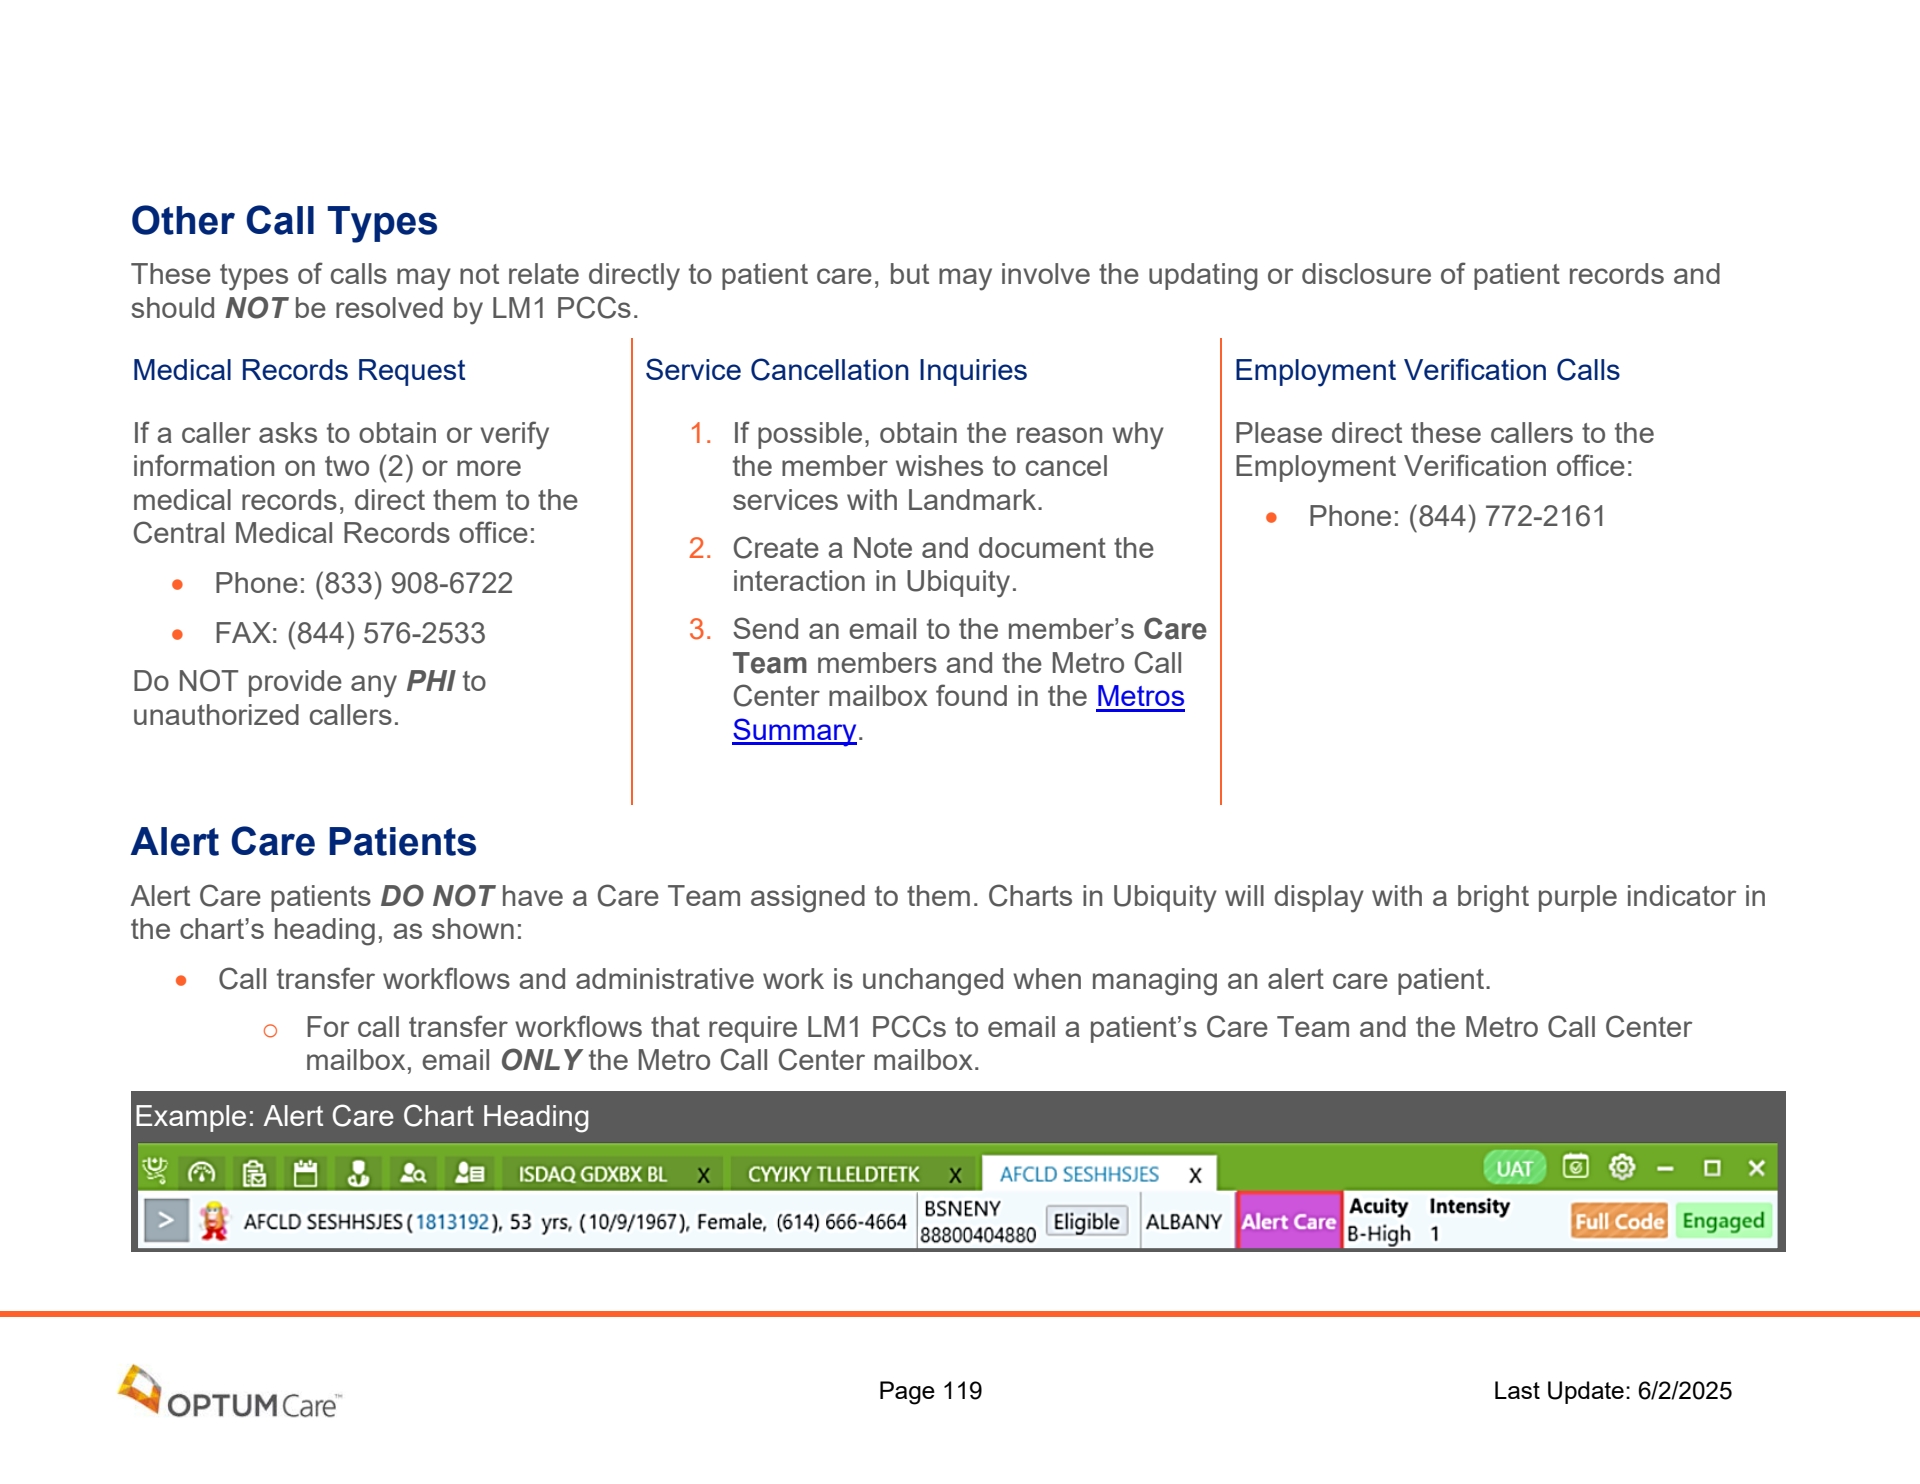 Other Call Types
These types of calls may not relate directly to patient care, but may involve the updating or disclosure of patient records and
should NOT be resolved by LM1 PCCs.
Medical Records Request
If a caller asks to obtain or verify
information on two (2) or more
medical records, direct them to the
Central Medical Records office:
• Phone: (833) 908-6722
• FAX: (844) 576-2533
Do NOT provide any PHI to
unauthorized callers.
Service Cancellation Inquiries
1. If possible, obtain the reason why
the member wishes to cancel
services with Landmark.
2. Create a Note and document the
interaction in Ubiquity.
3. Send an email to the member’s Care
Team members and the Metro Call
Center mailbox found in the Metros
Summary.
Employment Verification Calls
Please direct these callers to the
Employment Verification office:
• Phone: (844) 772-2161
Alert Care Patients
Alert Care patients DO NOT have a Care Team assigned to them. Charts in Ubiquity will display with a bright purple indicator in
the chart’s heading, as shown:
• Call transfer workflows and administrative work is unchanged when managing an alert care patient.
o For call transfer workflows that require LM1 PCCs to email a patient’s Care Team and the Metro Call Center
mailbox, email ONLY the Metro Call Center mailbox.
Example: Alert Care Chart Heading
ISDAQ GDXBX BL X CYYJKY TLLELDTETK X AFCLD SESHHSJES X UAT
> AFCLD SESHHSJES (1813192), 53 yrs, (10/9/1967), Female, (614) 666-4664
BSNENY
88800404880
Eligible
ALBANY
Alert Care
Acuity
B-High
Intensity
1
Full Code
Engaged
OPTUM Care™
Page 119
Last Update: 6/2/2025